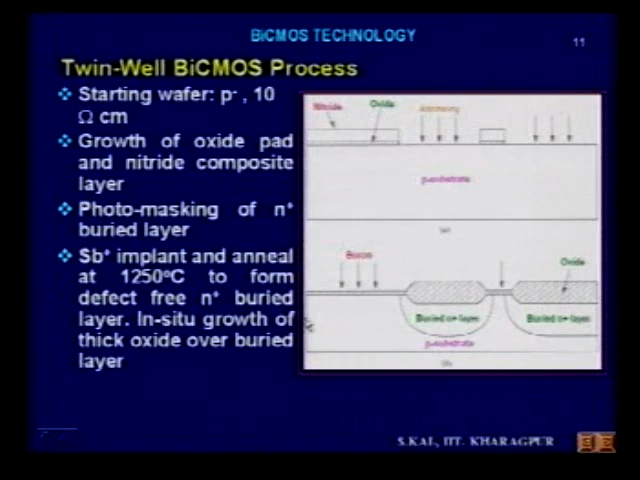 BiCMOS TECHNOLOGY
11
Twin-Well BiCMOS Process
❖ Starting wafer: p⁻ , 10
Ω cm
❖ Growth of oxide pad
and nitride composite
layer
❖ Photo-masking of n⁺
buried layer
❖ Sb⁺ implant and anneal
at 1250°C to form
defect free n⁺ buried
layer. In-situ growth of
thick oxide over buried
layer
Nitride
Oxide
Antimony
p-substrate
(a)
Boron
Oxide
Buried n+ layer
Buried n+ layer
p-substrate
(b)
S.KAL, IIT- KHARAGPUR